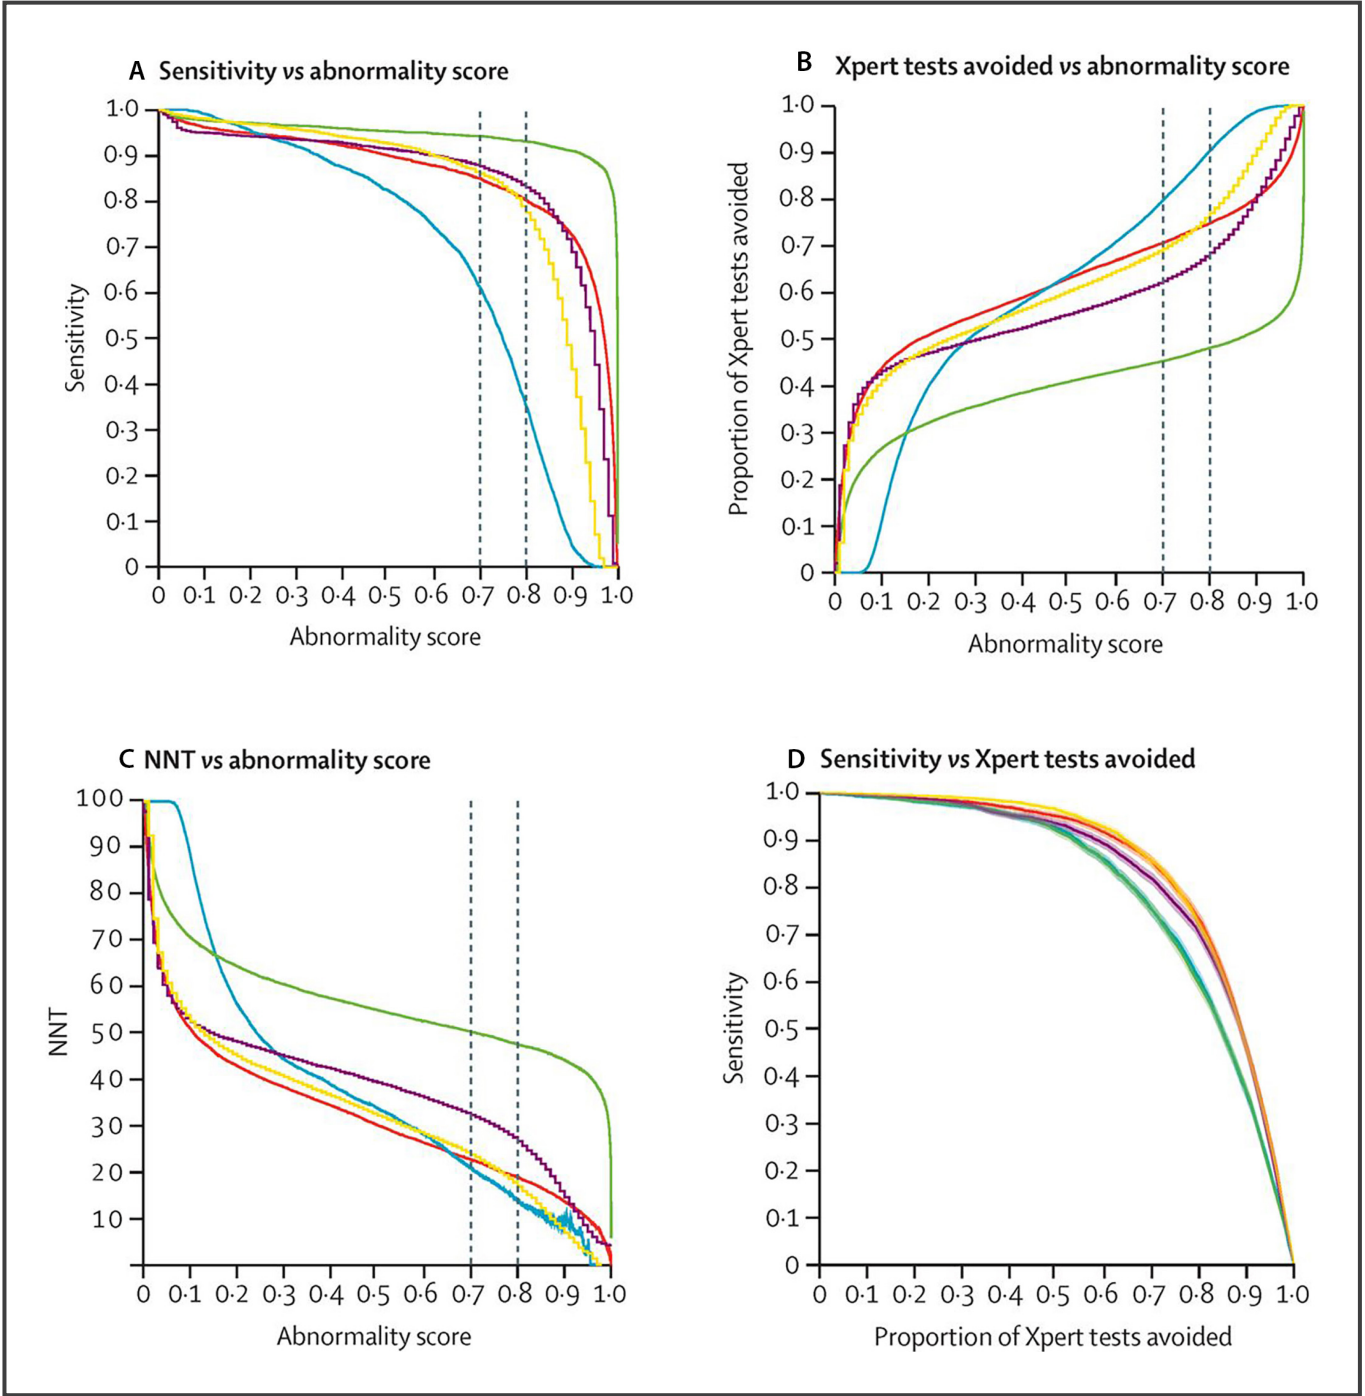 A Sensitivity vs abnormality score
1·0
0·9
0·8
0·7
0·6
0·5
0·4
0·3
0·2
0·1
0
Sensitivity
0 0·1 0·2 0·3 0·4 0·5 0·6 0·7 0·8 0·9 1·0
Abnormality score
B Xpert tests avoided vs abnormality score
1·0
0·9
0·8
0·7
0·6
0·5
0·4
0·3
0·2
0·1
0
Proportion of Xpert tests avoided
0 0·1 0·2 0·3 0·4 0·5 0·6 0·7 0·8 0·9 1·0
Abnormality score
C NNT vs abnormality score
100
90
80
70
60
50
40
30
20
10
NNT
0 0·1 0·2 0·3 0·4 0·5 0·6 0·7 0·8 0·9 1·0
Abnormality score
D Sensitivity vs Xpert tests avoided
1·0
0·9
0·8
0·7
0·6
0·5
0·4
0·3
0·2
0·1
0
Sensitivity
0 0·1 0·2 0·3 0·4 0·5 0·6 0·7 0·8 0·9 1·0
Proportion of Xpert tests avoided